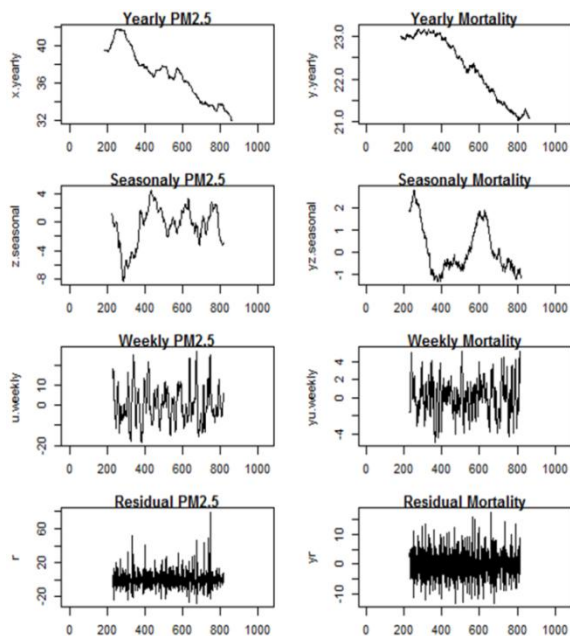 Yearly PM2.5
x.yearly
32 36 40
0 200 400 600 800 1000
Yearly Mortality
y.yearly
21.0 22.0 23.0
0 200 400 600 800 1000
Seasonaly PM2.5
z.seasonal
-8 -4 0 4
0 200 400 600 800 1000
Seasonaly Mortality
yz.seasonal
-1 0 1 2
0 200 400 600 800 1000
Weekly PM2.5
u.weekly
-20 0 10
0 200 400 600 800 1000
Weekly Mortality
yu.weekly
-4 0 2 4
0 200 400 600 800 1000
Residual PM2.5
r
-20 20 60
0 200 400 600 800 1000
Residual Mortality
yr
-10 0 10
0 200 400 600 800 1000